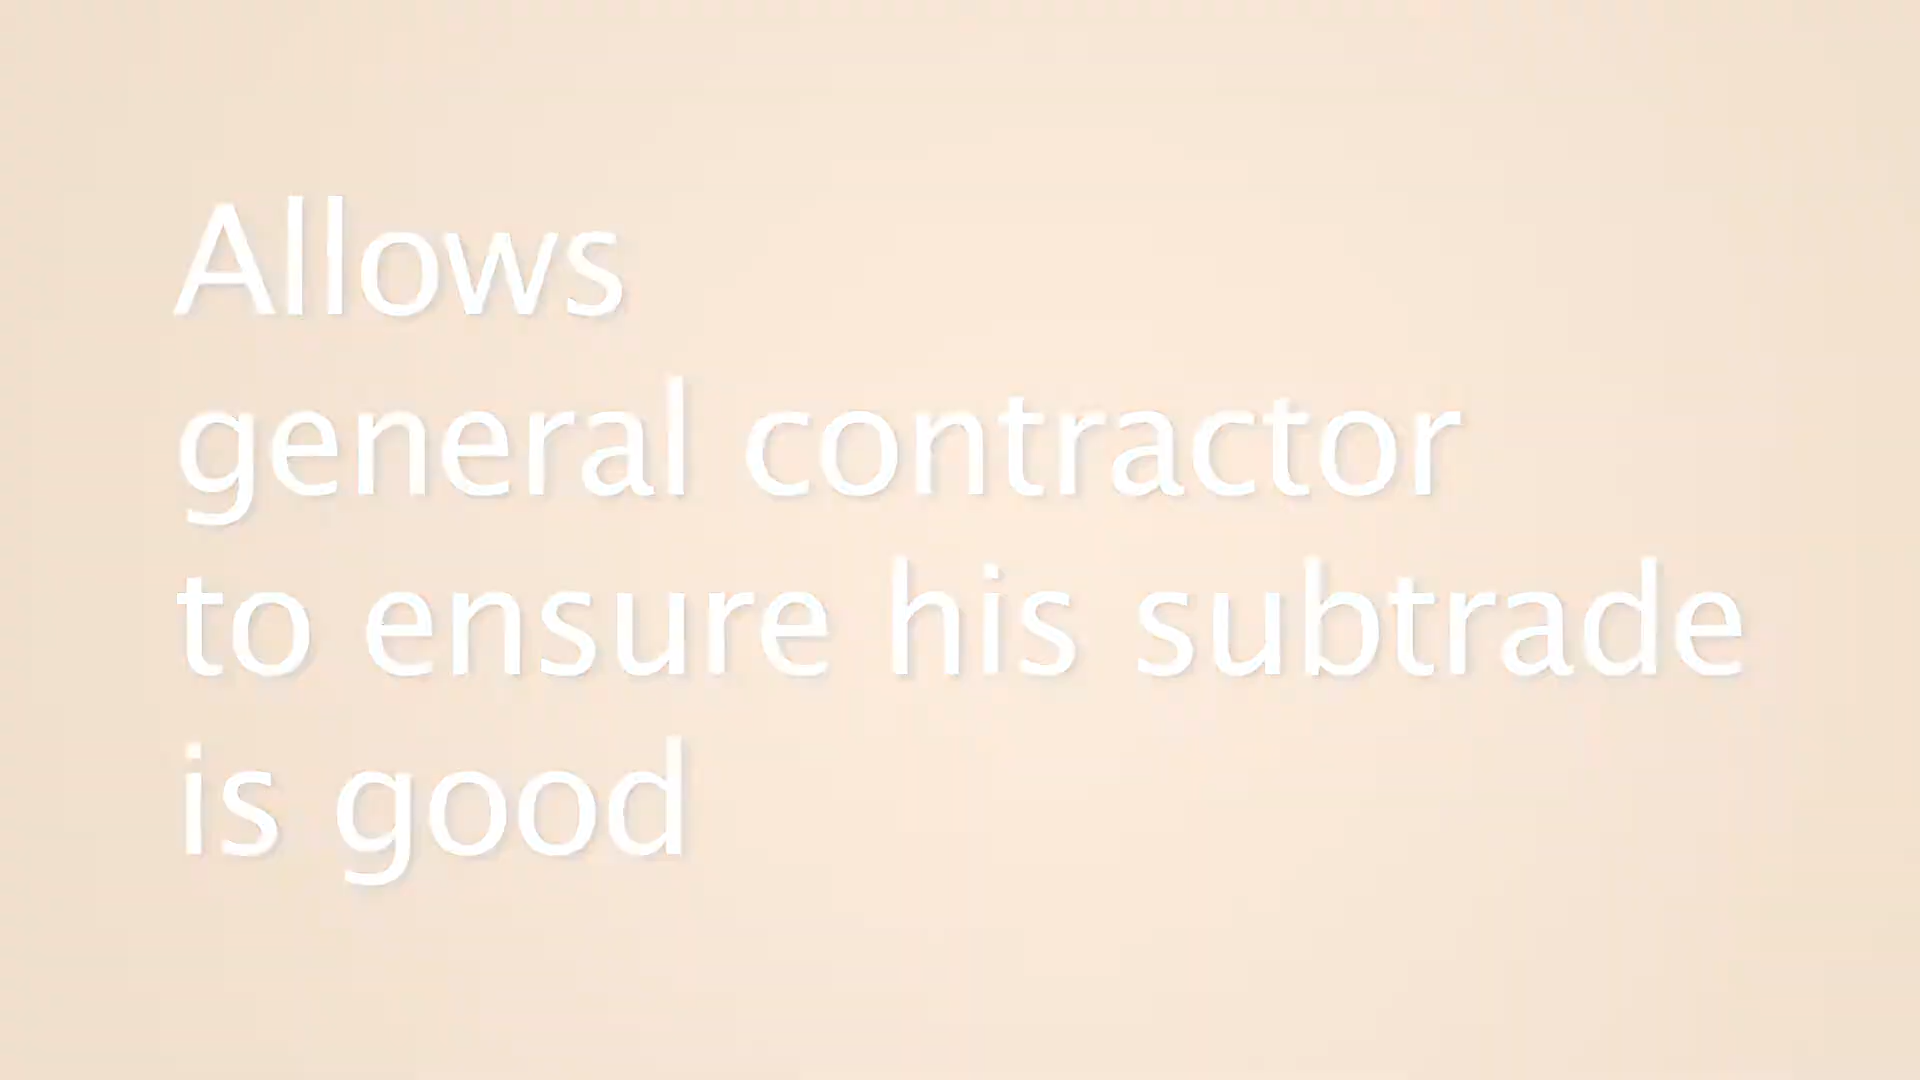 Allows
general contractor
to ensure his subtrade
is good